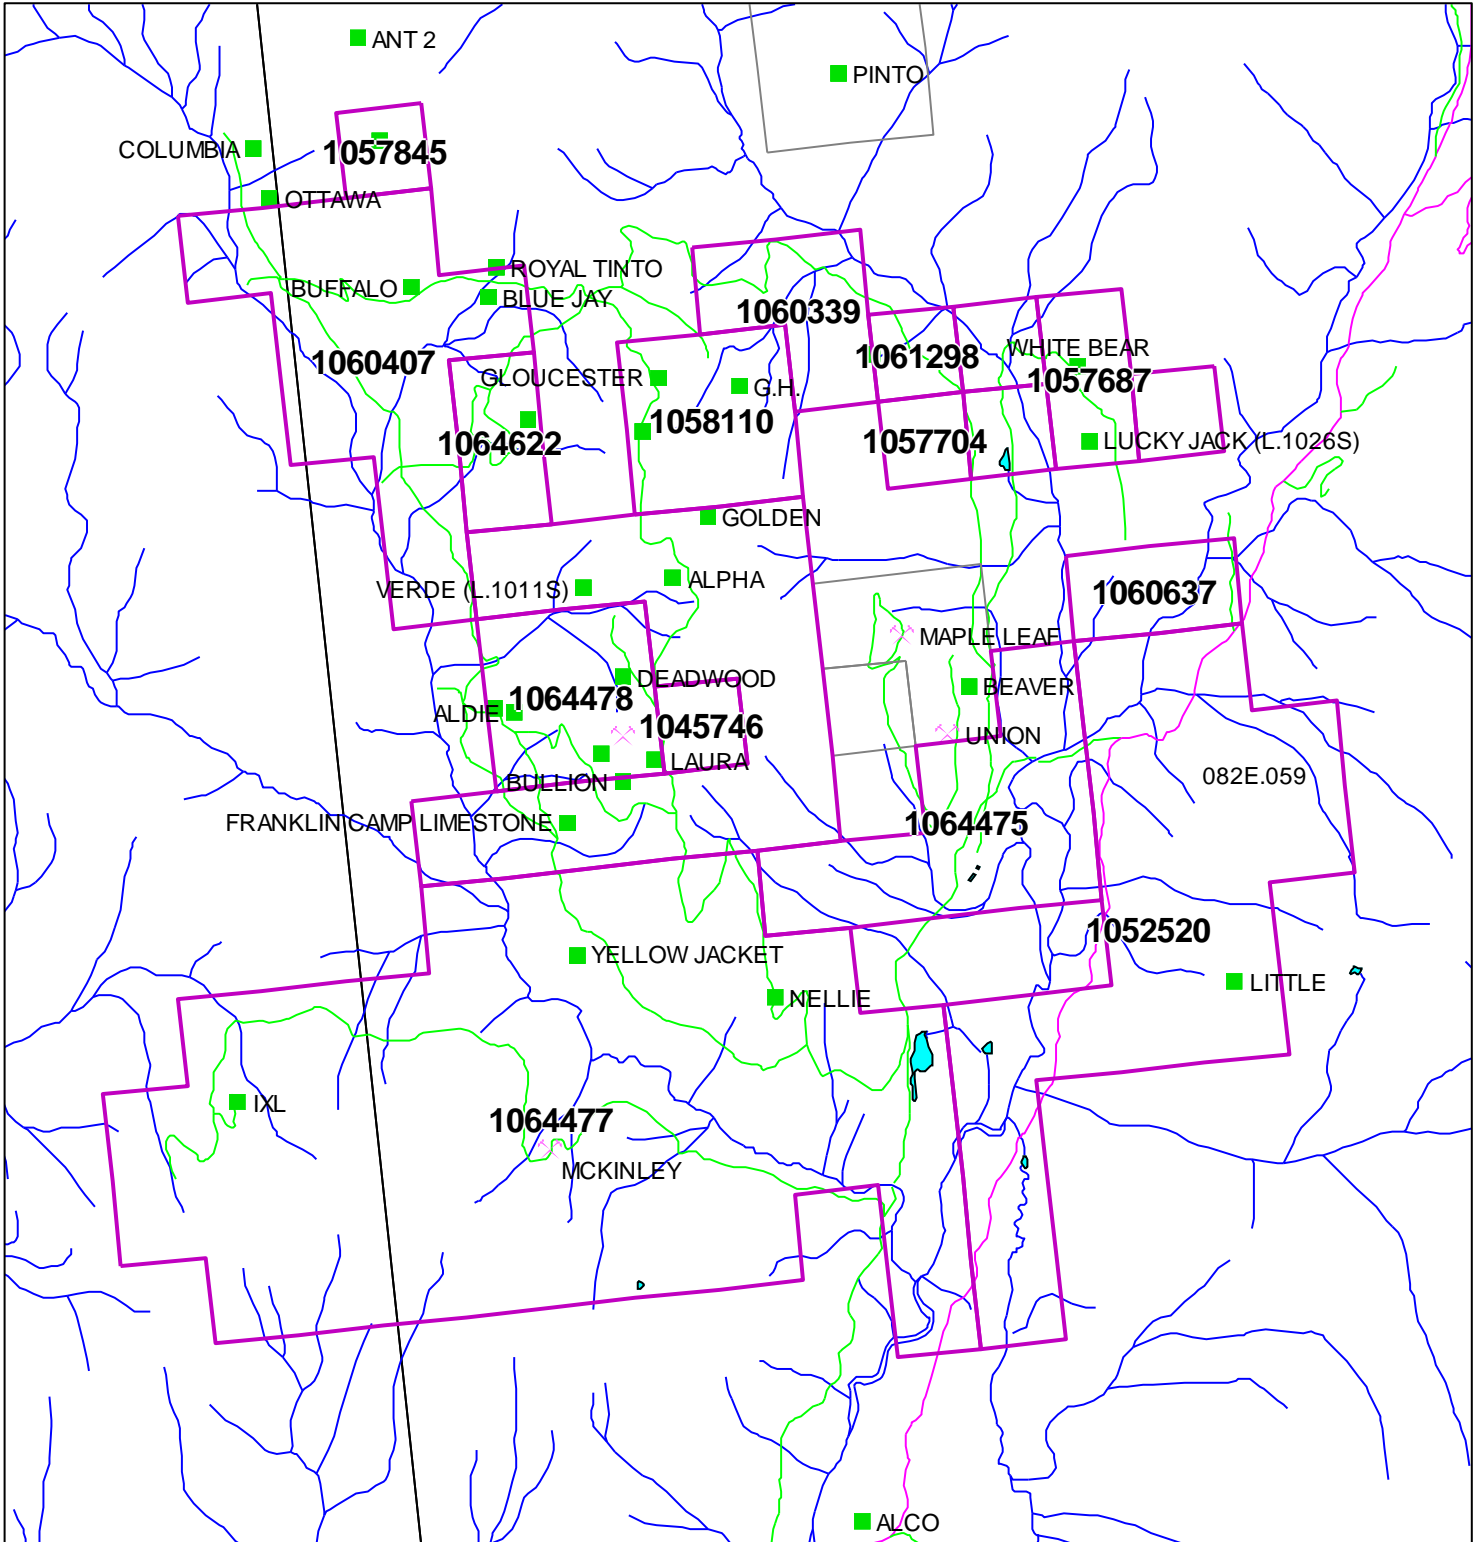 ANT 2
PINTO
COLUMBIA
1057845
OTTAWA
ROYAL TINTO
BUFFALO
BLUE JAY
1060339
WHITE BEAR
1061298
1060407
GLOUCESTER
1057687
G.H.
1058110
1064622
1057704
LUCKY JACK (L.1026S)
GOLDEN
ALPHA
VERDE (L.1011S)
1060637
MAPLE LEAF
DEADWOOD
BEAVER
1064478
ALDIE
1045746
UNION
LAURA
082E.059
BULLION
FRANKLIN CAMP LIMESTONE
1064475
1052520
YELLOW JACKET
LITTLE
NELLIE
IXL
1064477
MCKINLEY
ALCO